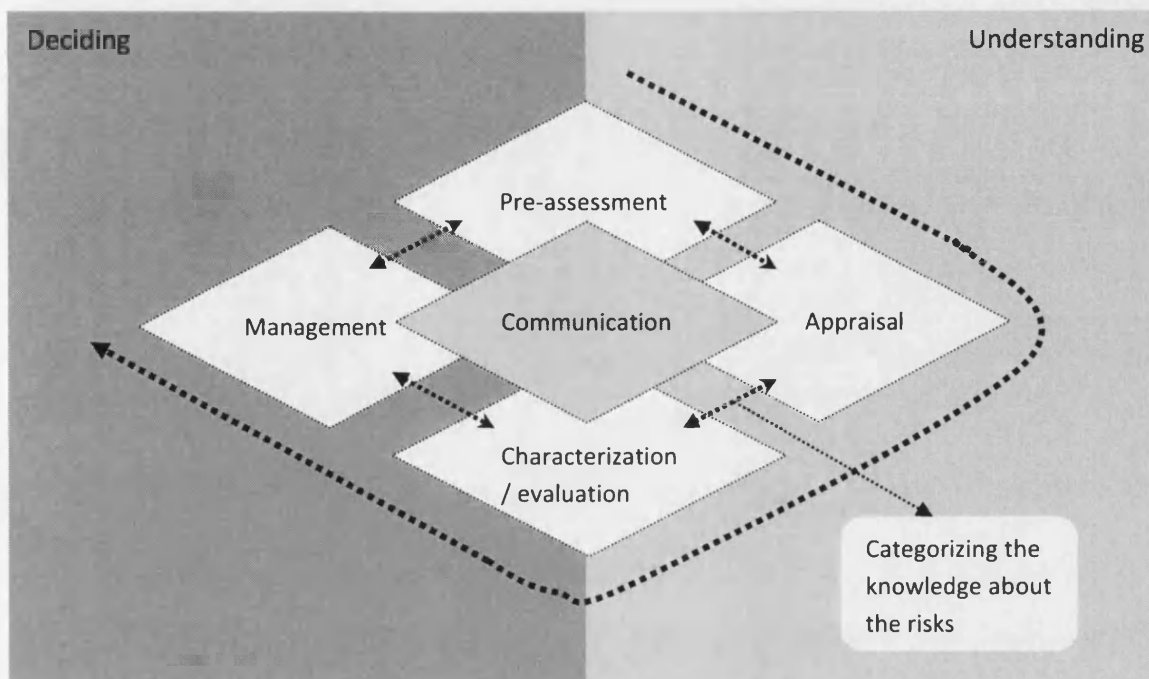 Deciding
Understanding
Pre-assessment
Management
Communication
Appraisal
Characterization
/ evaluation
Categorizing the
knowledge about
the risks